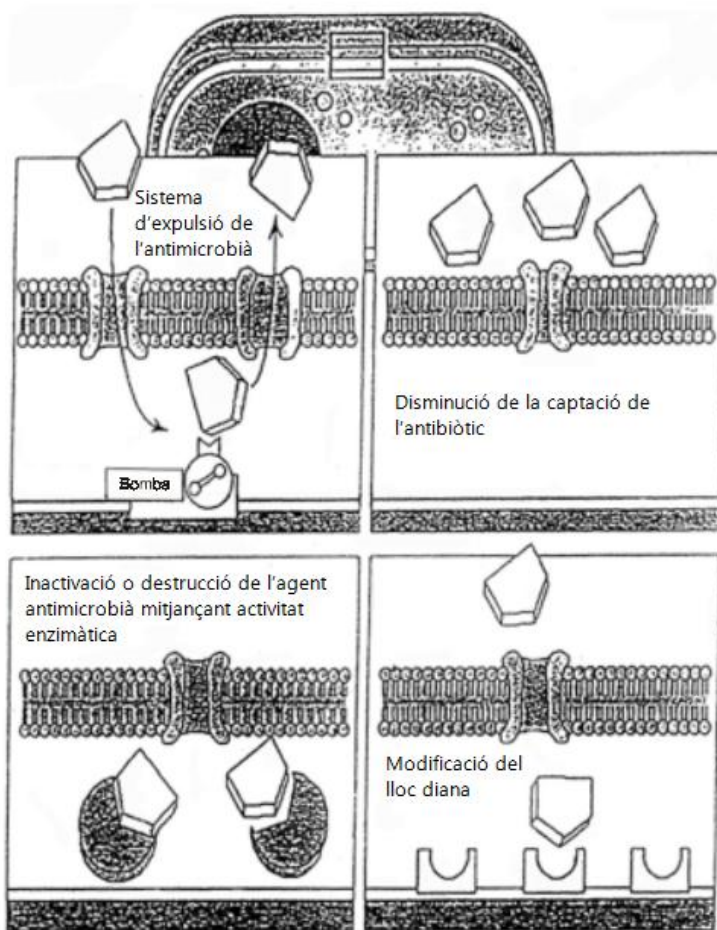 Sistema
d'expulsió de
l'antimicrobià
Bomba
Disminució de la captació de
l'antibiòtic
Inactivació o destrucció de l'agent
antimicrobià mitjançant activitat
enzimàtica
Modificació del
lloc diana